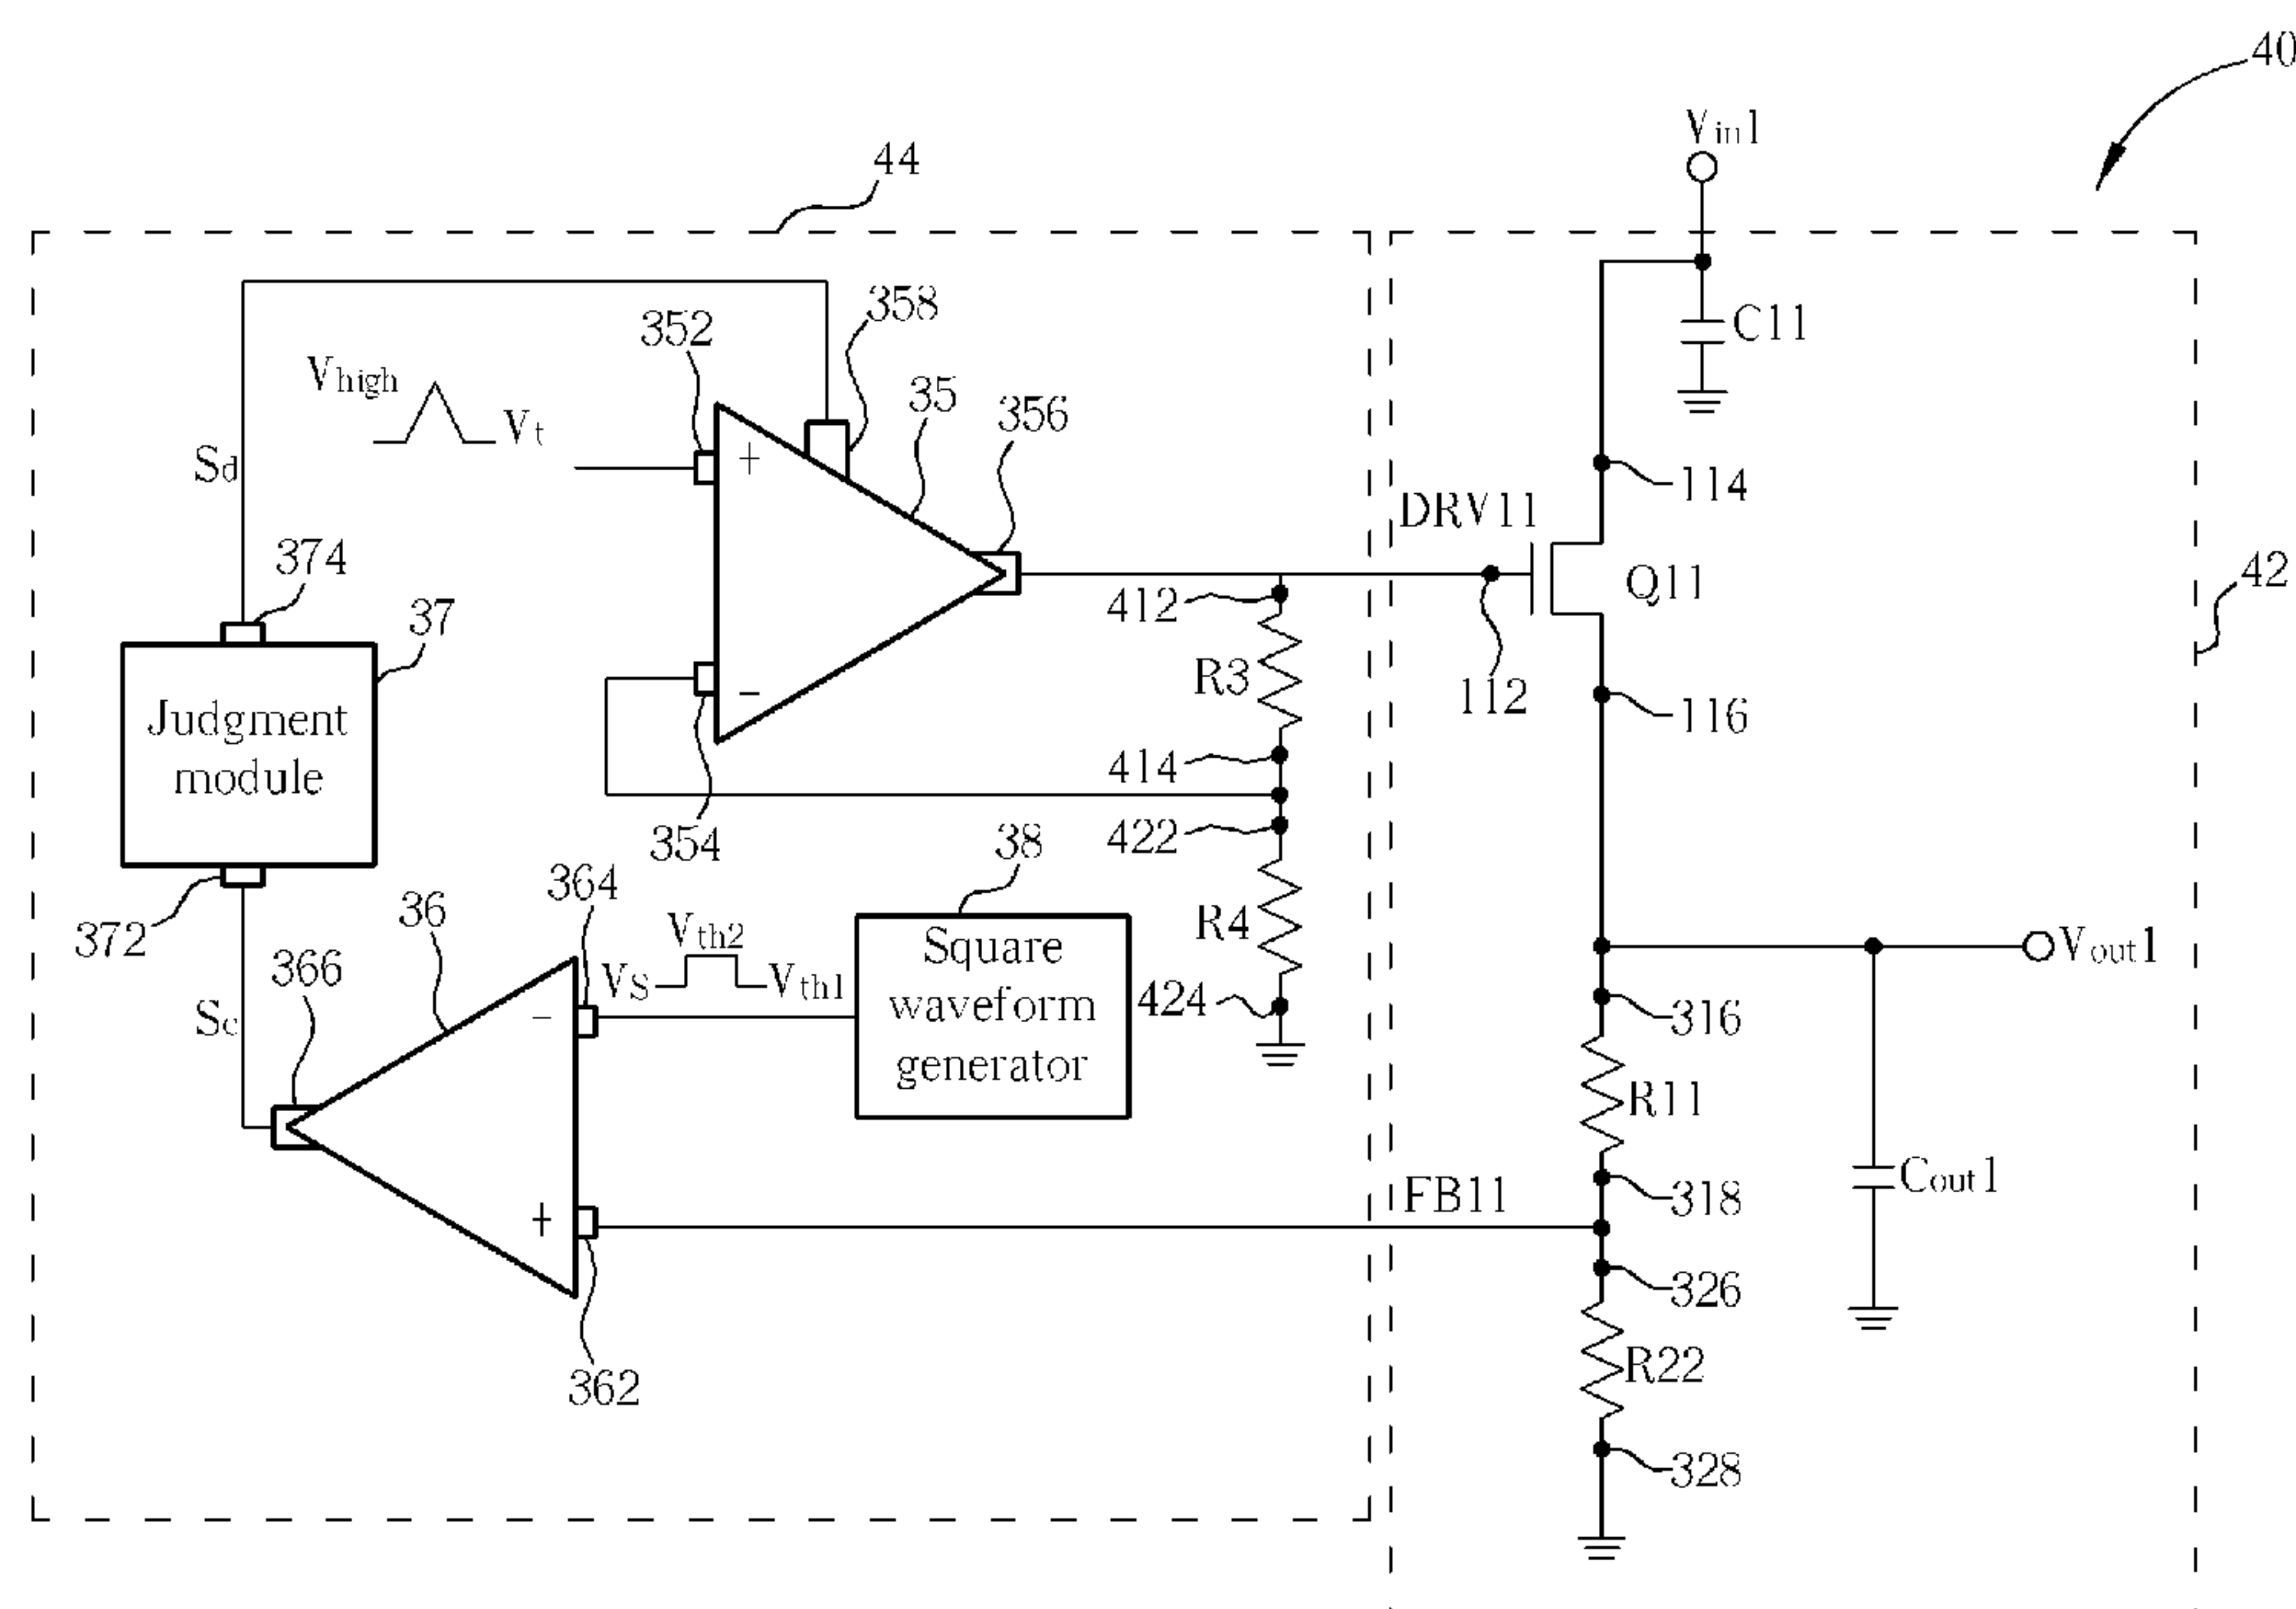 40
Vin1
44
358
352
C11
Vhigh
35
356
Vt
Sd
+
114
DRV11
374
412
Q11
42
37
R3
112
−
116
Judgment
module
414
354
422
38
364
36
R4
Vth2
372
Square
waveform
generator
Vout1
366
VS
Vth1
424
Sc
−
316
R11
Cout1
FB11
318
+
326
R22
362
328